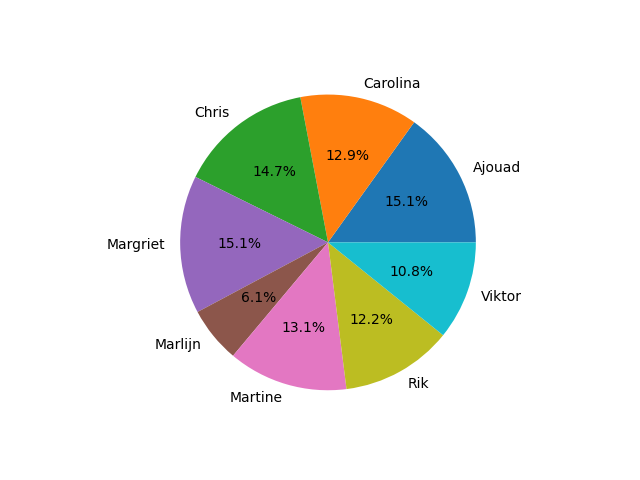 Carolina
Chris
Ajouad
12.9%
14.7%
15.1%
Margriet
15.1%
10.8%
6.1%
Viktor
13.1%
12.2%
Marlijn
Rik
Martine